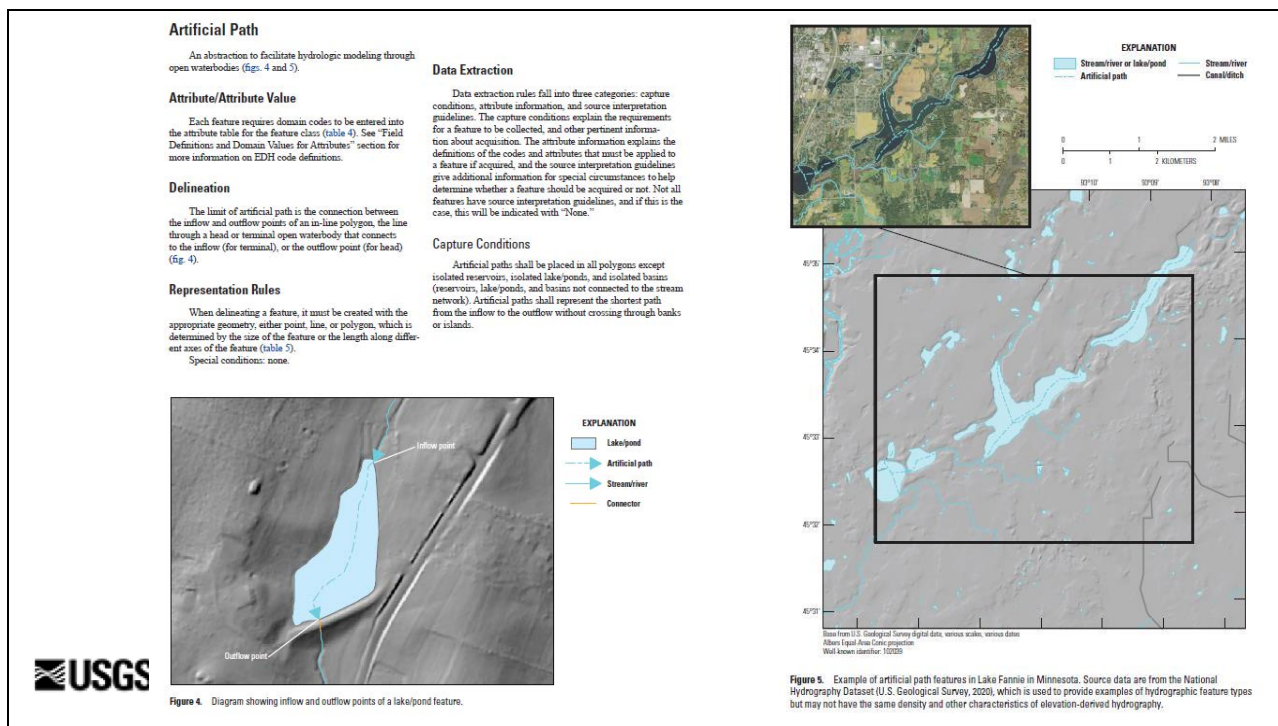 Artificial Path
An abstraction to facilitate hydrologic modeling through
open waterbodies (figs. 4 and 5).
Attribute/Attribute Value
Each feature requires domain codes to be entered into
the attribute table for the feature class (table 4). See “Field
Definitions and Domain Values for Attributes” section for
more information on EDH code definitions.
Delineation
The limit of artificial path is the connection between
the inflow and outflow points of an in-line polygon, the line
through a head or terminal open waterbody that connects
to the inflow (for terminal), or the outflow point (for head)
(fig. 4).
Representation Rules
When delineating a feature, it must be created with the
appropriate geometry, either point, line, or polygon, which is
determined by the size of the feature or the length along differ-
ent axes of the feature (table 5).
Special conditions: none.
Data Extraction
Data extraction rules fall into three categories: capture
conditions, attribute information, and source interpretation
guidelines. The capture conditions explain the requirements
for a feature to be collected, and other pertinent informa-
tion about acquisition. The attribute information explains the
definitions of the codes and attributes that must be applied to
a feature if acquired, and the source interpretation guidelines
give additional information for special circumstances to help
determine whether a feature should be acquired or not. Not all
features have source interpretation guidelines, and if this is the
case, this will be indicated with “None.”
Capture Conditions
Artificial paths shall be placed in all polygons except
isolated reservoirs, isolated lake/ponds, and isolated basins
(reservoirs, lake/ponds, and basins not connected to the stream
network). Artificial paths shall represent the shortest path
from the inflow to the outflow without crossing through banks
or islands.
Inflow point
Outflow point
EXPLANATION
Lake/pond
Artificial path
Stream/river
Connector
Figure 4. Diagram showing inflow and outflow points of a lake/pond feature.
USGS
EXPLANATION
Stream/river or lake/pond
Stream/river
Artificial path
Canal/ditch
0 1 2 MILES
0 1 2 KILOMETERS
93°10' 93°09' 93°08'
45°35'
45°34'
45°33'
45°32'
45°31'
Base from U.S. Geological Survey digital data, various scales, various dates
Albers Equal-Area Conic projection
Well-known identifier: 102039
Figure 5. Example of artificial path features in Lake Fannie in Minnesota. Source data are from the National
Hydrography Dataset (U.S. Geological Survey, 2020), which is used to provide examples of hydrographic feature types
but may not have the same density and other characteristics of elevation-derived hydrography.